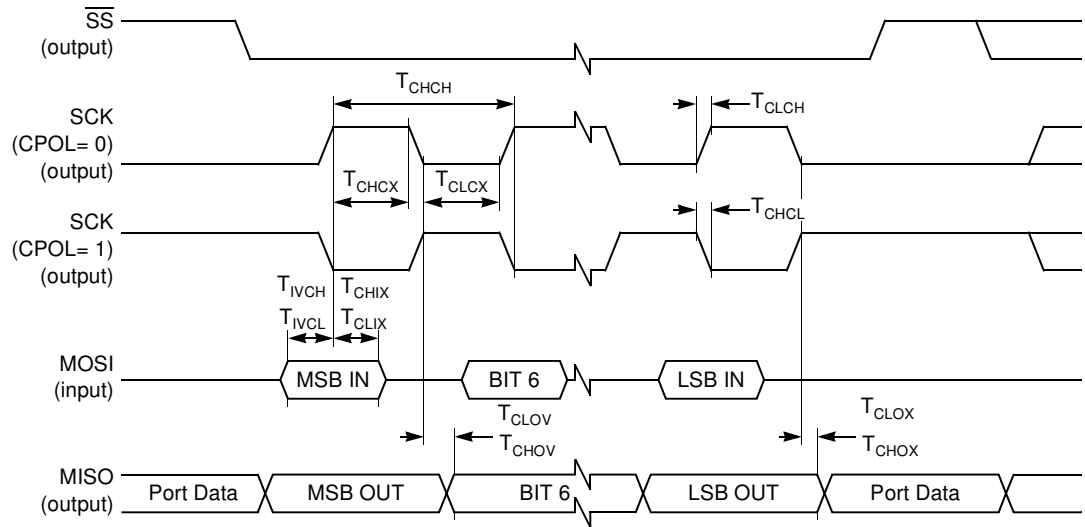 SS
(output)
T_CHCH
SCK
(CPOL= 0)
(output)
T_CLCH
T_CHCX
T_CLCX
SCK
(CPOL= 1)
(output)
T_CHCL
T_IVCH
T_CHIX
T_IVCL
T_CLIX
MOSI
(input)
MSB IN
BIT 6
LSB IN
T_CLOV
T_CHOV
T_CLOX
T_CHOX
MISO
(output)
Port Data
MSB OUT
BIT 6
LSB OUT
Port Data